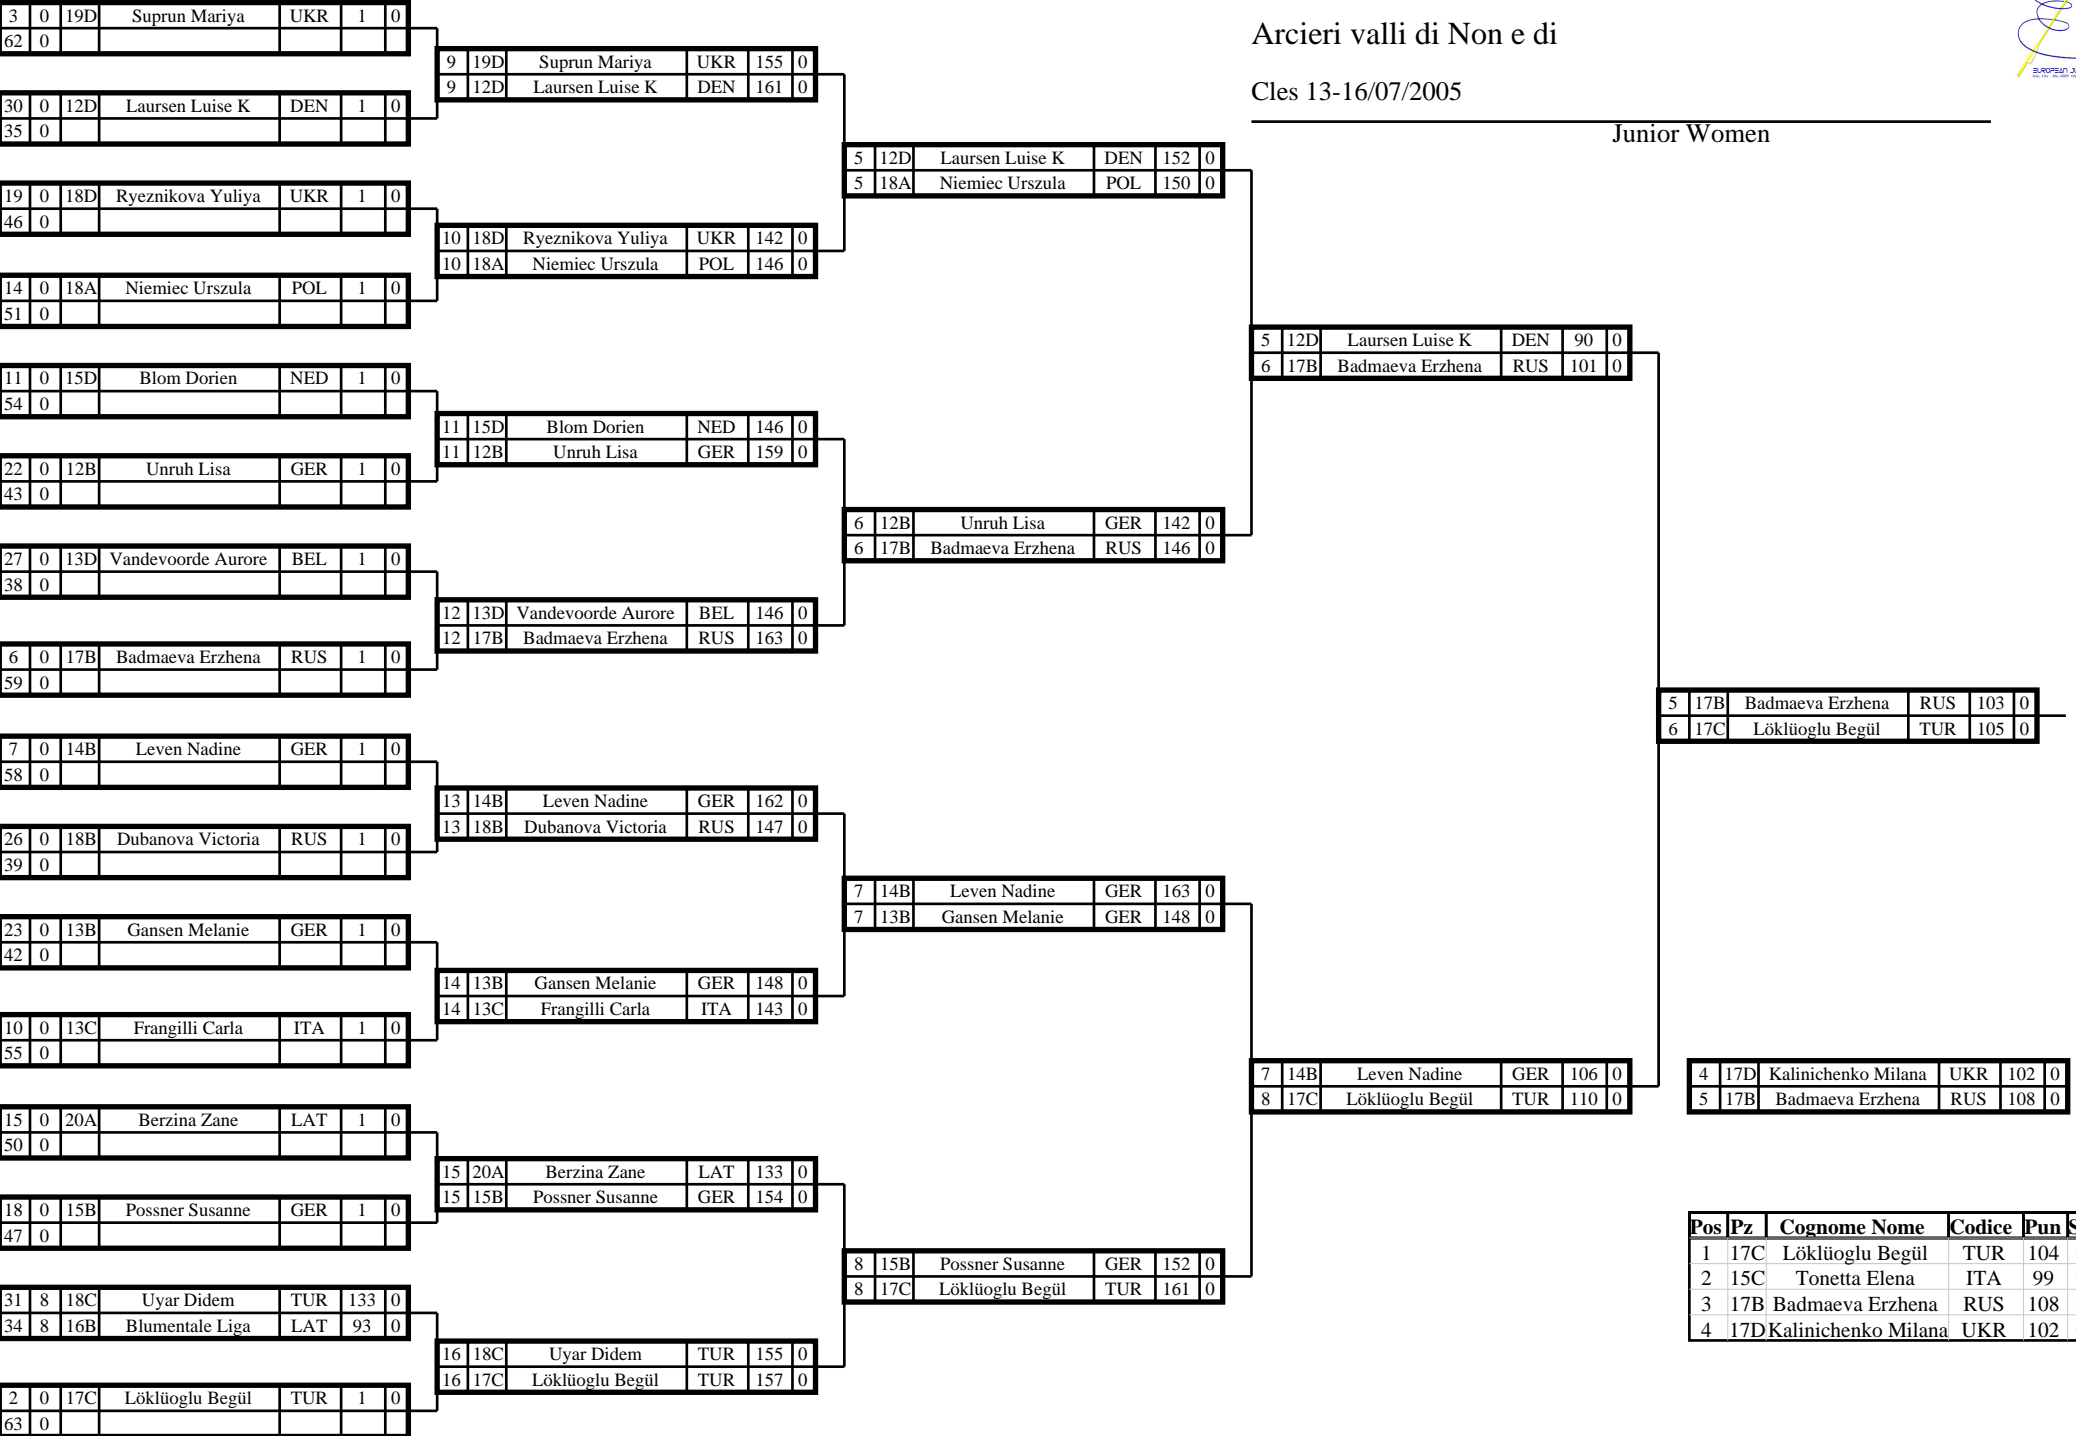 Arcieri valli di Non e di
Cles 13-16/07/2005
Junior Women
3 0 19D Suprun Mariya UKR 1 0
62 0
30 0 12D Laursen Luise K DEN 1 0
35 0
19 0 18D Ryeznikova Yuliya UKR 1 0
46 0
14 0 18A Niemiec Urszula POL 1 0
51 0
11 0 15D Blom Dorien NED 1 0
54 0
22 0 12B Unruh Lisa GER 1 0
43 0
27 0 13D Vandevoorde Aurore BEL 1 0
38 0
6 0 17B Badmaeva Erzhena RUS 1 0
59 0
7 0 14B Leven Nadine GER 1 0
58 0
26 0 18B Dubanova Victoria RUS 1 0
39 0
23 0 13B Gansen Melanie GER 1 0
42 0
10 0 13C Frangilli Carla ITA 1 0
55 0
15 0 20A Berzina Zane LAT 1 0
50 0
18 0 15B Possner Susanne GER 1 0
47 0
31 8 18C Uyar Didem TUR 133 0
34 8 16B Blumentale Liga LAT 93 0
2 0 17C Löklüoglu Begül TUR 1 0
63 0
9 19D Suprun Mariya UKR 155 0
9 12D Laursen Luise K DEN 161 0
10 18D Ryeznikova Yuliya UKR 142 0
10 18A Niemiec Urszula POL 146 0
11 15D Blom Dorien NED 146 0
11 12B Unruh Lisa GER 159 0
12 13D Vandevoorde Aurore BEL 146 0
12 17B Badmaeva Erzhena RUS 163 0
13 14B Leven Nadine GER 162 0
13 18B Dubanova Victoria RUS 147 0
14 13B Gansen Melanie GER 148 0
14 13C Frangilli Carla ITA 143 0
15 20A Berzina Zane LAT 133 0
15 15B Possner Susanne GER 154 0
16 18C Uyar Didem TUR 155 0
16 17C Löklüoglu Begül TUR 157 0
5 12D Laursen Luise K DEN 152 0
5 18A Niemiec Urszula POL 150 0
6 12B Unruh Lisa GER 142 0
6 17B Badmaeva Erzhena RUS 146 0
7 14B Leven Nadine GER 163 0
7 13B Gansen Melanie GER 148 0
8 15B Possner Susanne GER 152 0
8 17C Löklüoglu Begül TUR 161 0
5 12D Laursen Luise K DEN 90 0
6 17B Badmaeva Erzhena RUS 101 0
7 14B Leven Nadine GER 106 0
8 17C Löklüoglu Begül TUR 110 0
5 17B Badmaeva Erzhena RUS 103 0
6 17C Löklüoglu Begül TUR 105 0
4 17D Kalinichenko Milana UKR 102 0
5 17B Badmaeva Erzhena RUS 108 0
Pos Pz Cognome Nome Codice Pun
1 17C Löklüoglu Begül TUR 104
2 15C Tonetta Elena ITA 99
3 17B Badmaeva Erzhena RUS 108
4 17D Kalinichenko Milana UKR 102